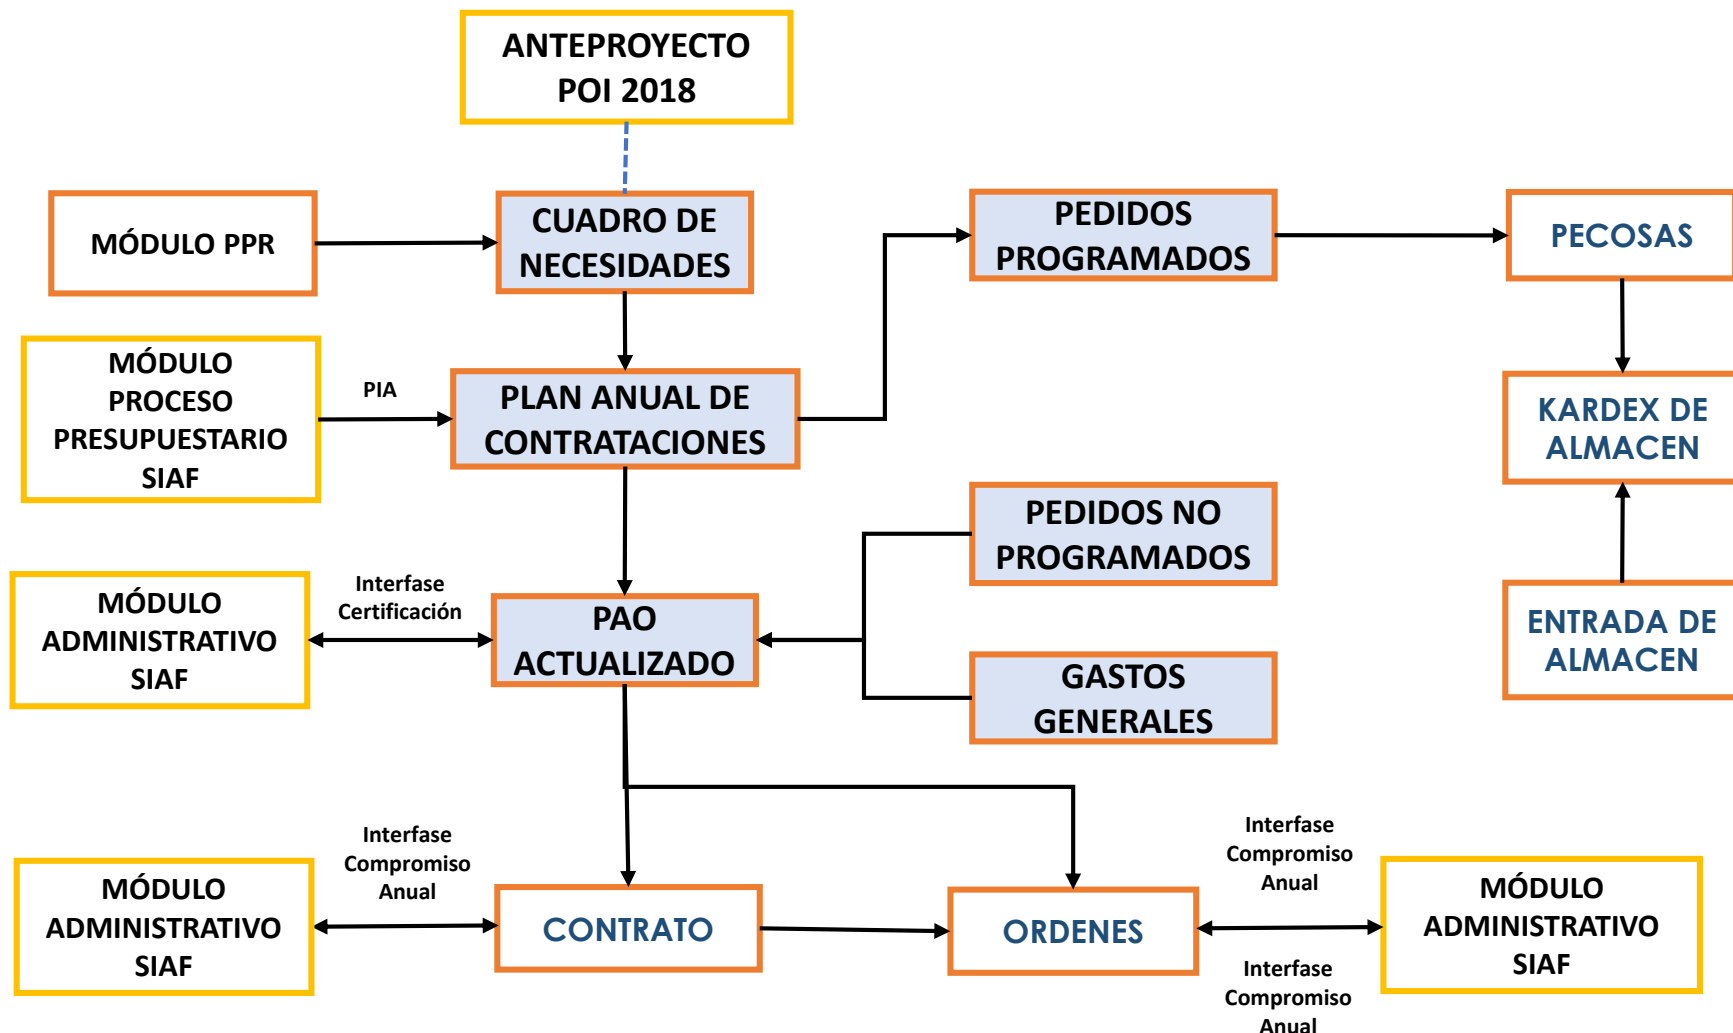 ANTEPROYECTO
POI 2018
MÓDULO PPR
CUADRO DE
NECESIDADES
PEDIDOS
PROGRAMADOS
PECOSAS
MÓDULO
PROCESO
PRESUPUESTARIO
SIAF
PIA
PLAN ANUAL DE
CONTRATACIONES
KARDEX DE
ALMACEN
PEDIDOS NO
PROGRAMADOS
MÓDULO
ADMINISTRATIVO
SIAF
Interfase
Certificación
PAO
ACTUALIZADO
GASTOS
GENERALES
ENTRADA DE
ALMACEN
MÓDULO
ADMINISTRATIVO
SIAF
Interfase
Compromiso
Anual
CONTRATO
ORDENES
Interfase
Compromiso
Anual
Interfase
Compromiso
Anual
MÓDULO
ADMINISTRATIVO
SIAF